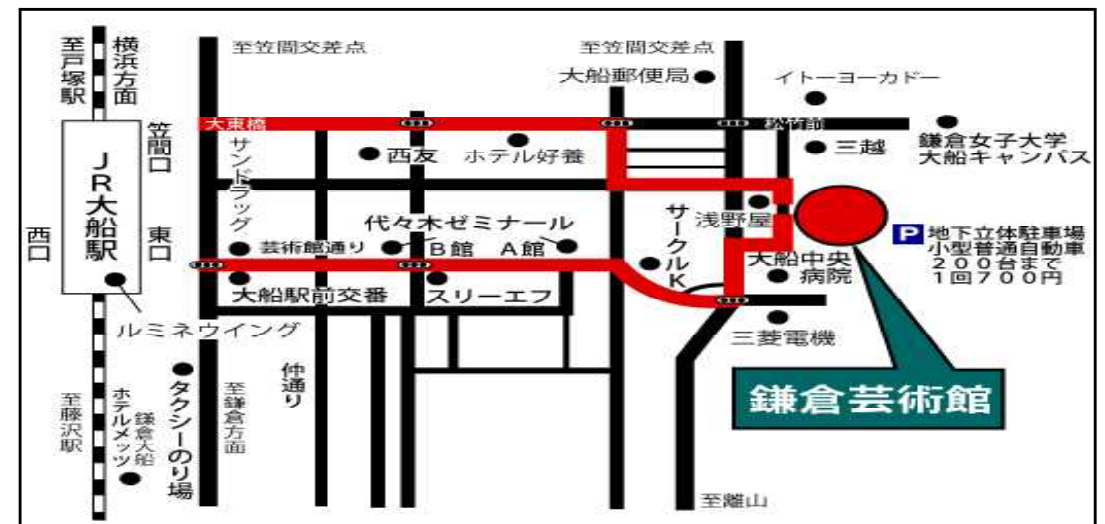 至戸塚駅
横浜方面
至笠間交差点
至笠間交差点
大船郵便局
イトーヨーカドー
大東橋
松竹前
笠間口
サンドラッグ
西友
ホテル好養
三越
鎌倉女子大学
大船キャンパス
JR大船駅
西口
東口
代々木ゼミナール
芸術館通り
B館
A館
サークルK
浅野屋
P
地下立体駐車場
小型普通自動車
200台まで
1回700円
大船中央
病院
大船駅前交番
スリーエフ
ルミネウイング
三菱電機
鎌倉芸術館
至藤沢駅
ホテルメッツ
鎌倉大船
タクシーのり場
至鎌倉方面
仲通り
至離山